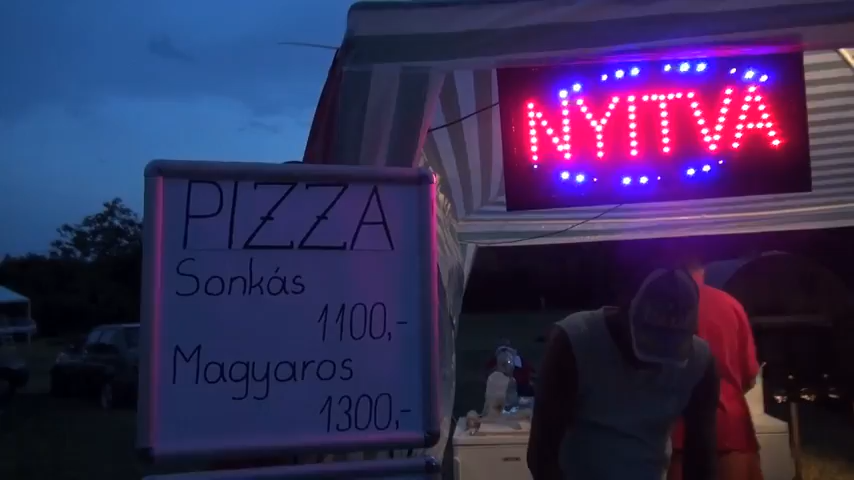 NYITVA
PIZZA
Sonkás
1100,-
Magyaros
1300,-